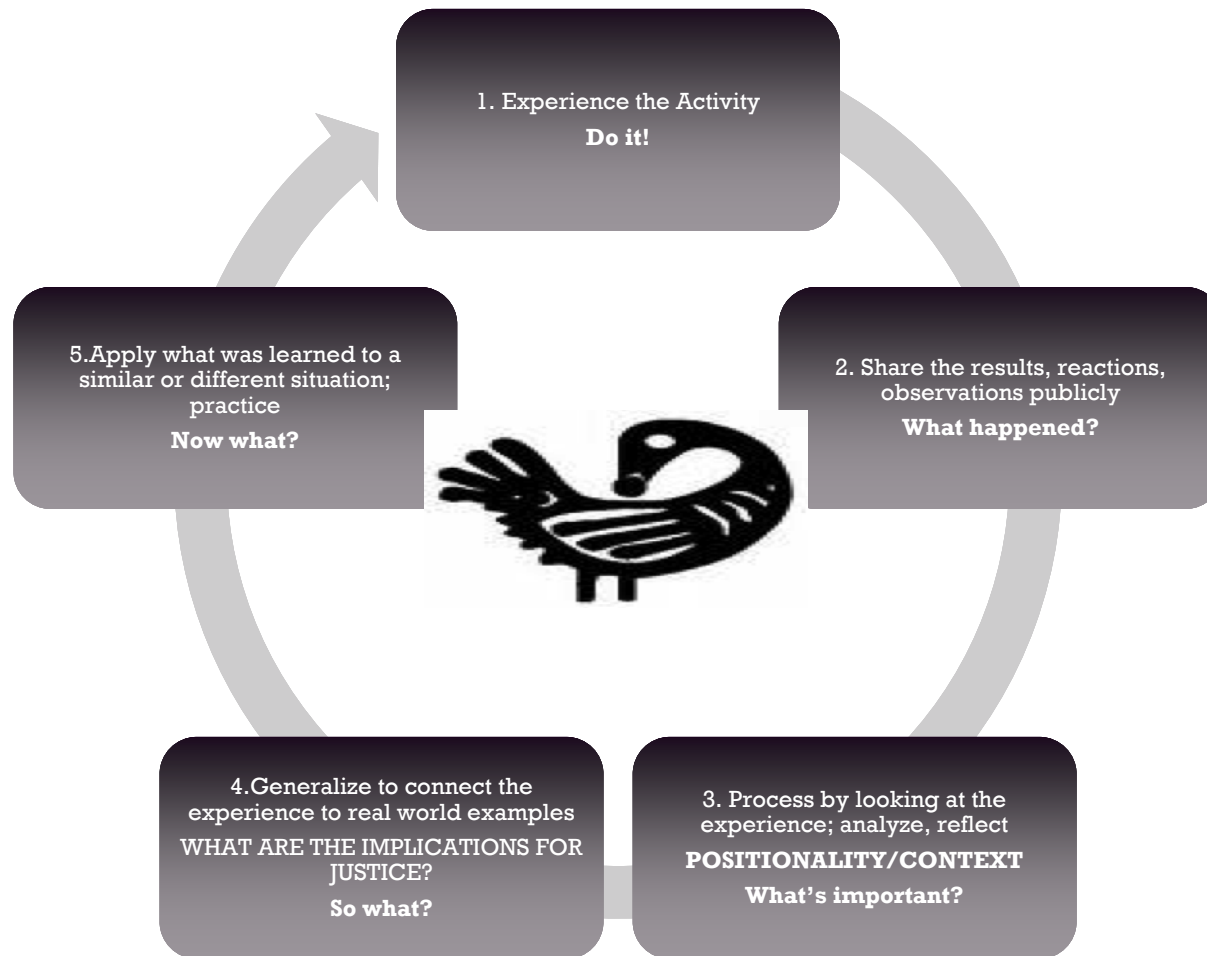 1. Experience the Activity
Do it!
2. Share the results, reactions,
observations publicly
What happened?
3. Process by looking at the
experience; analyze, reflect
POSITIONALITY/CONTEXT
What's important?
4.Generalize to connect the
experience to real world examples
WHAT ARE THE IMPLICATIONS FOR
JUSTICE?
So what?
5.Apply what was learned to a
similar or different situation;
practice
Now what?